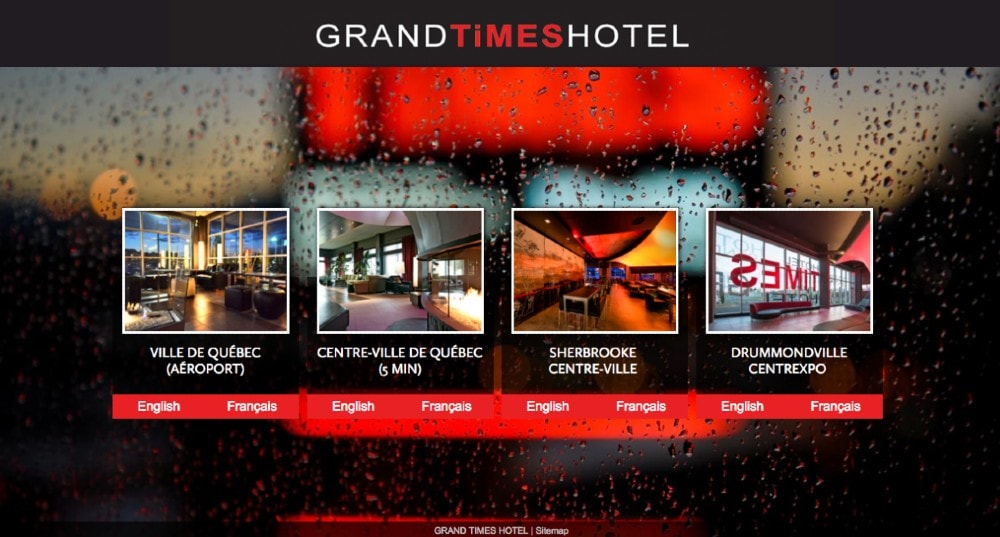 GRANDTiMESHOTEL
TIMES
VILLE DE QUÉBEC
(AÉROPORT)
CENTRE-VILLE DE QUÉBEC
(5 MIN)
SHERBROOKE
CENTRE-VILLE
DRUMMONDVILLE
CENTREXPO
English Français English Français English Français English Français
GRAND TIMES HOTEL | Sitemap